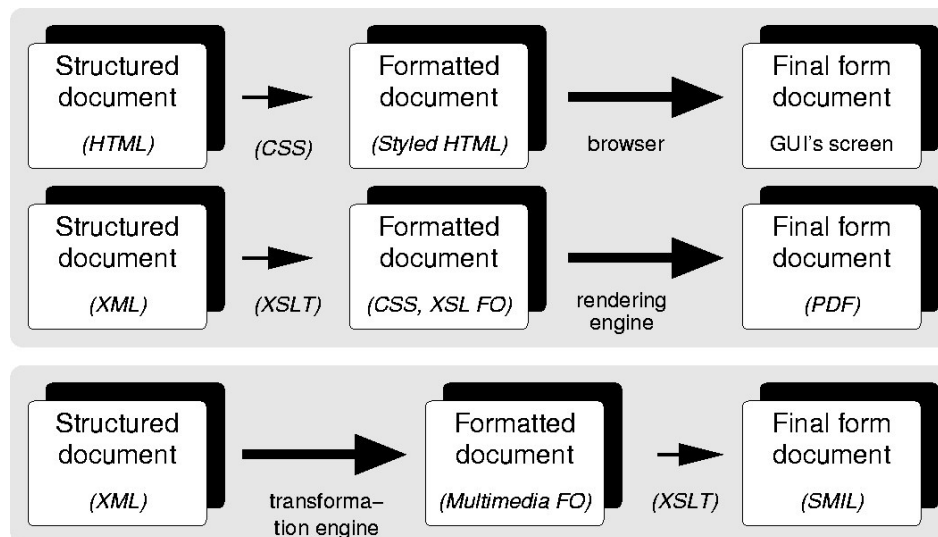 Structured
document
(HTML)
(CSS)
Formatted
document
(Styled HTML)
browser
Final form
document
GUI's screen
Structured
document
(XML)
(XSLT)
Formatted
document
(CSS, XSL FO)
rendering
engine
Final form
document
(PDF)
Structured
document
(XML)
transforma–
tion engine
Formatted
document
(Multimedia FO)
(XSLT)
Final form
document
(SMIL)